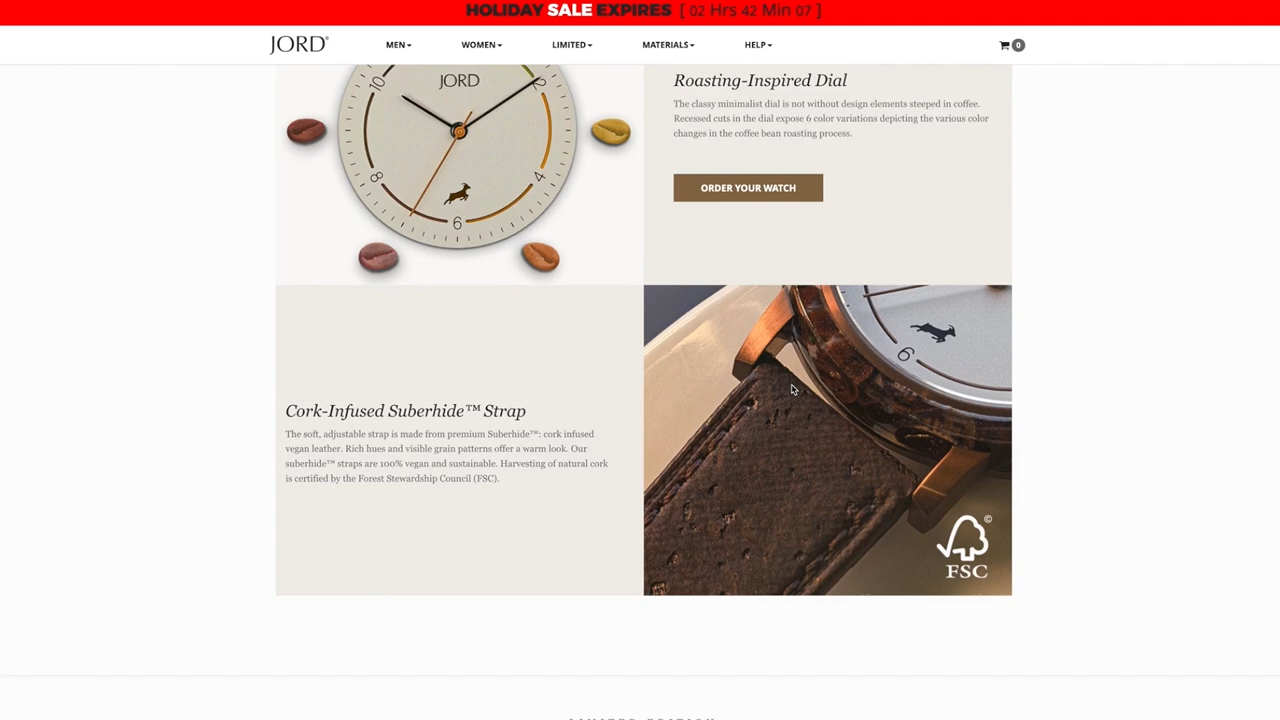 HOLIDAY SALE EXPIRES [ 02 Hrs 42 Min 07 ]
JORD®
MEN
WOMEN
LIMITED
MATERIALS
HELP
0
JORD
10
2
8
4
6
Roasting-Inspired Dial
The classy minimalist dial is not without design elements steeped in coffee.
Recessed cuts in the dial expose 6 color variations depicting the various color
changes in the coffee bean roasting process.
ORDER YOUR WATCH
Cork-Infused Suberhide™ Strap
The soft, adjustable strap is made from premium Suberhide™: cork infused
vegan leather. Rich hues and visible grain patterns offer a warm look. Our
suberhide™ straps are 100% vegan and sustainable. Harvesting of natural cork
is certified by the Forest Stewardship Council (FSC).
6
©
FSC
LIMITED EDITION